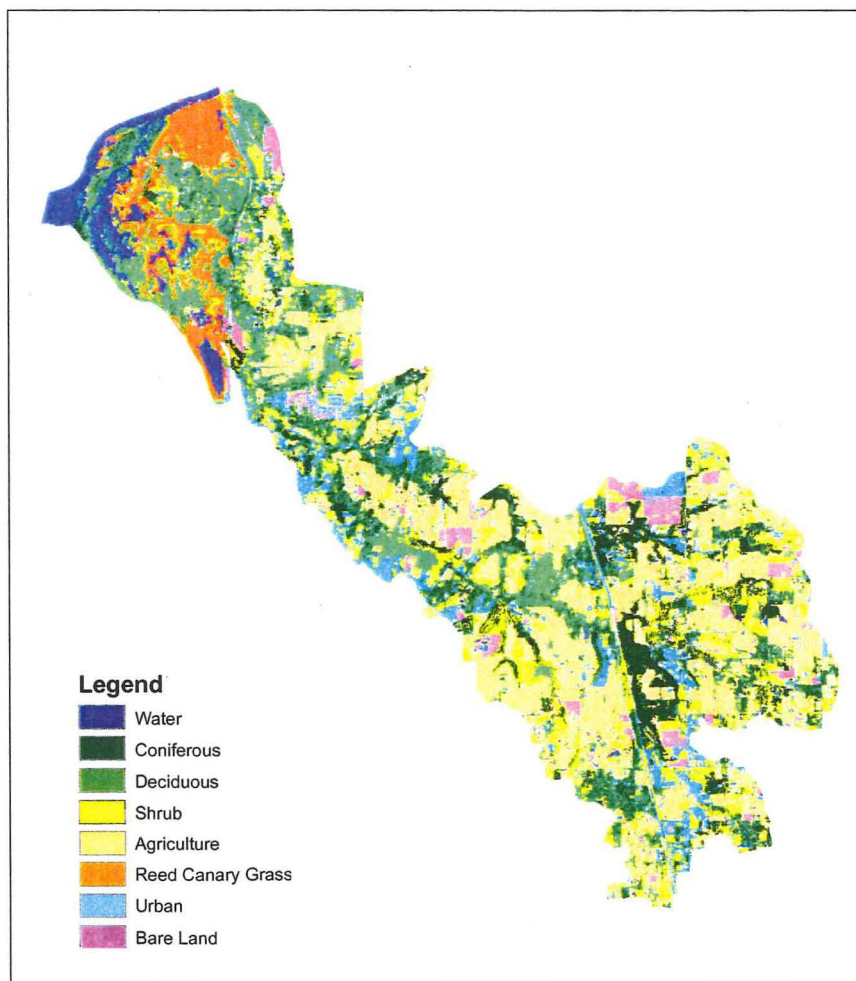 Legend
Water
Coniferous
Deciduous
Shrub
Agriculture
Reed Canary Grass
Urban
Bare Land